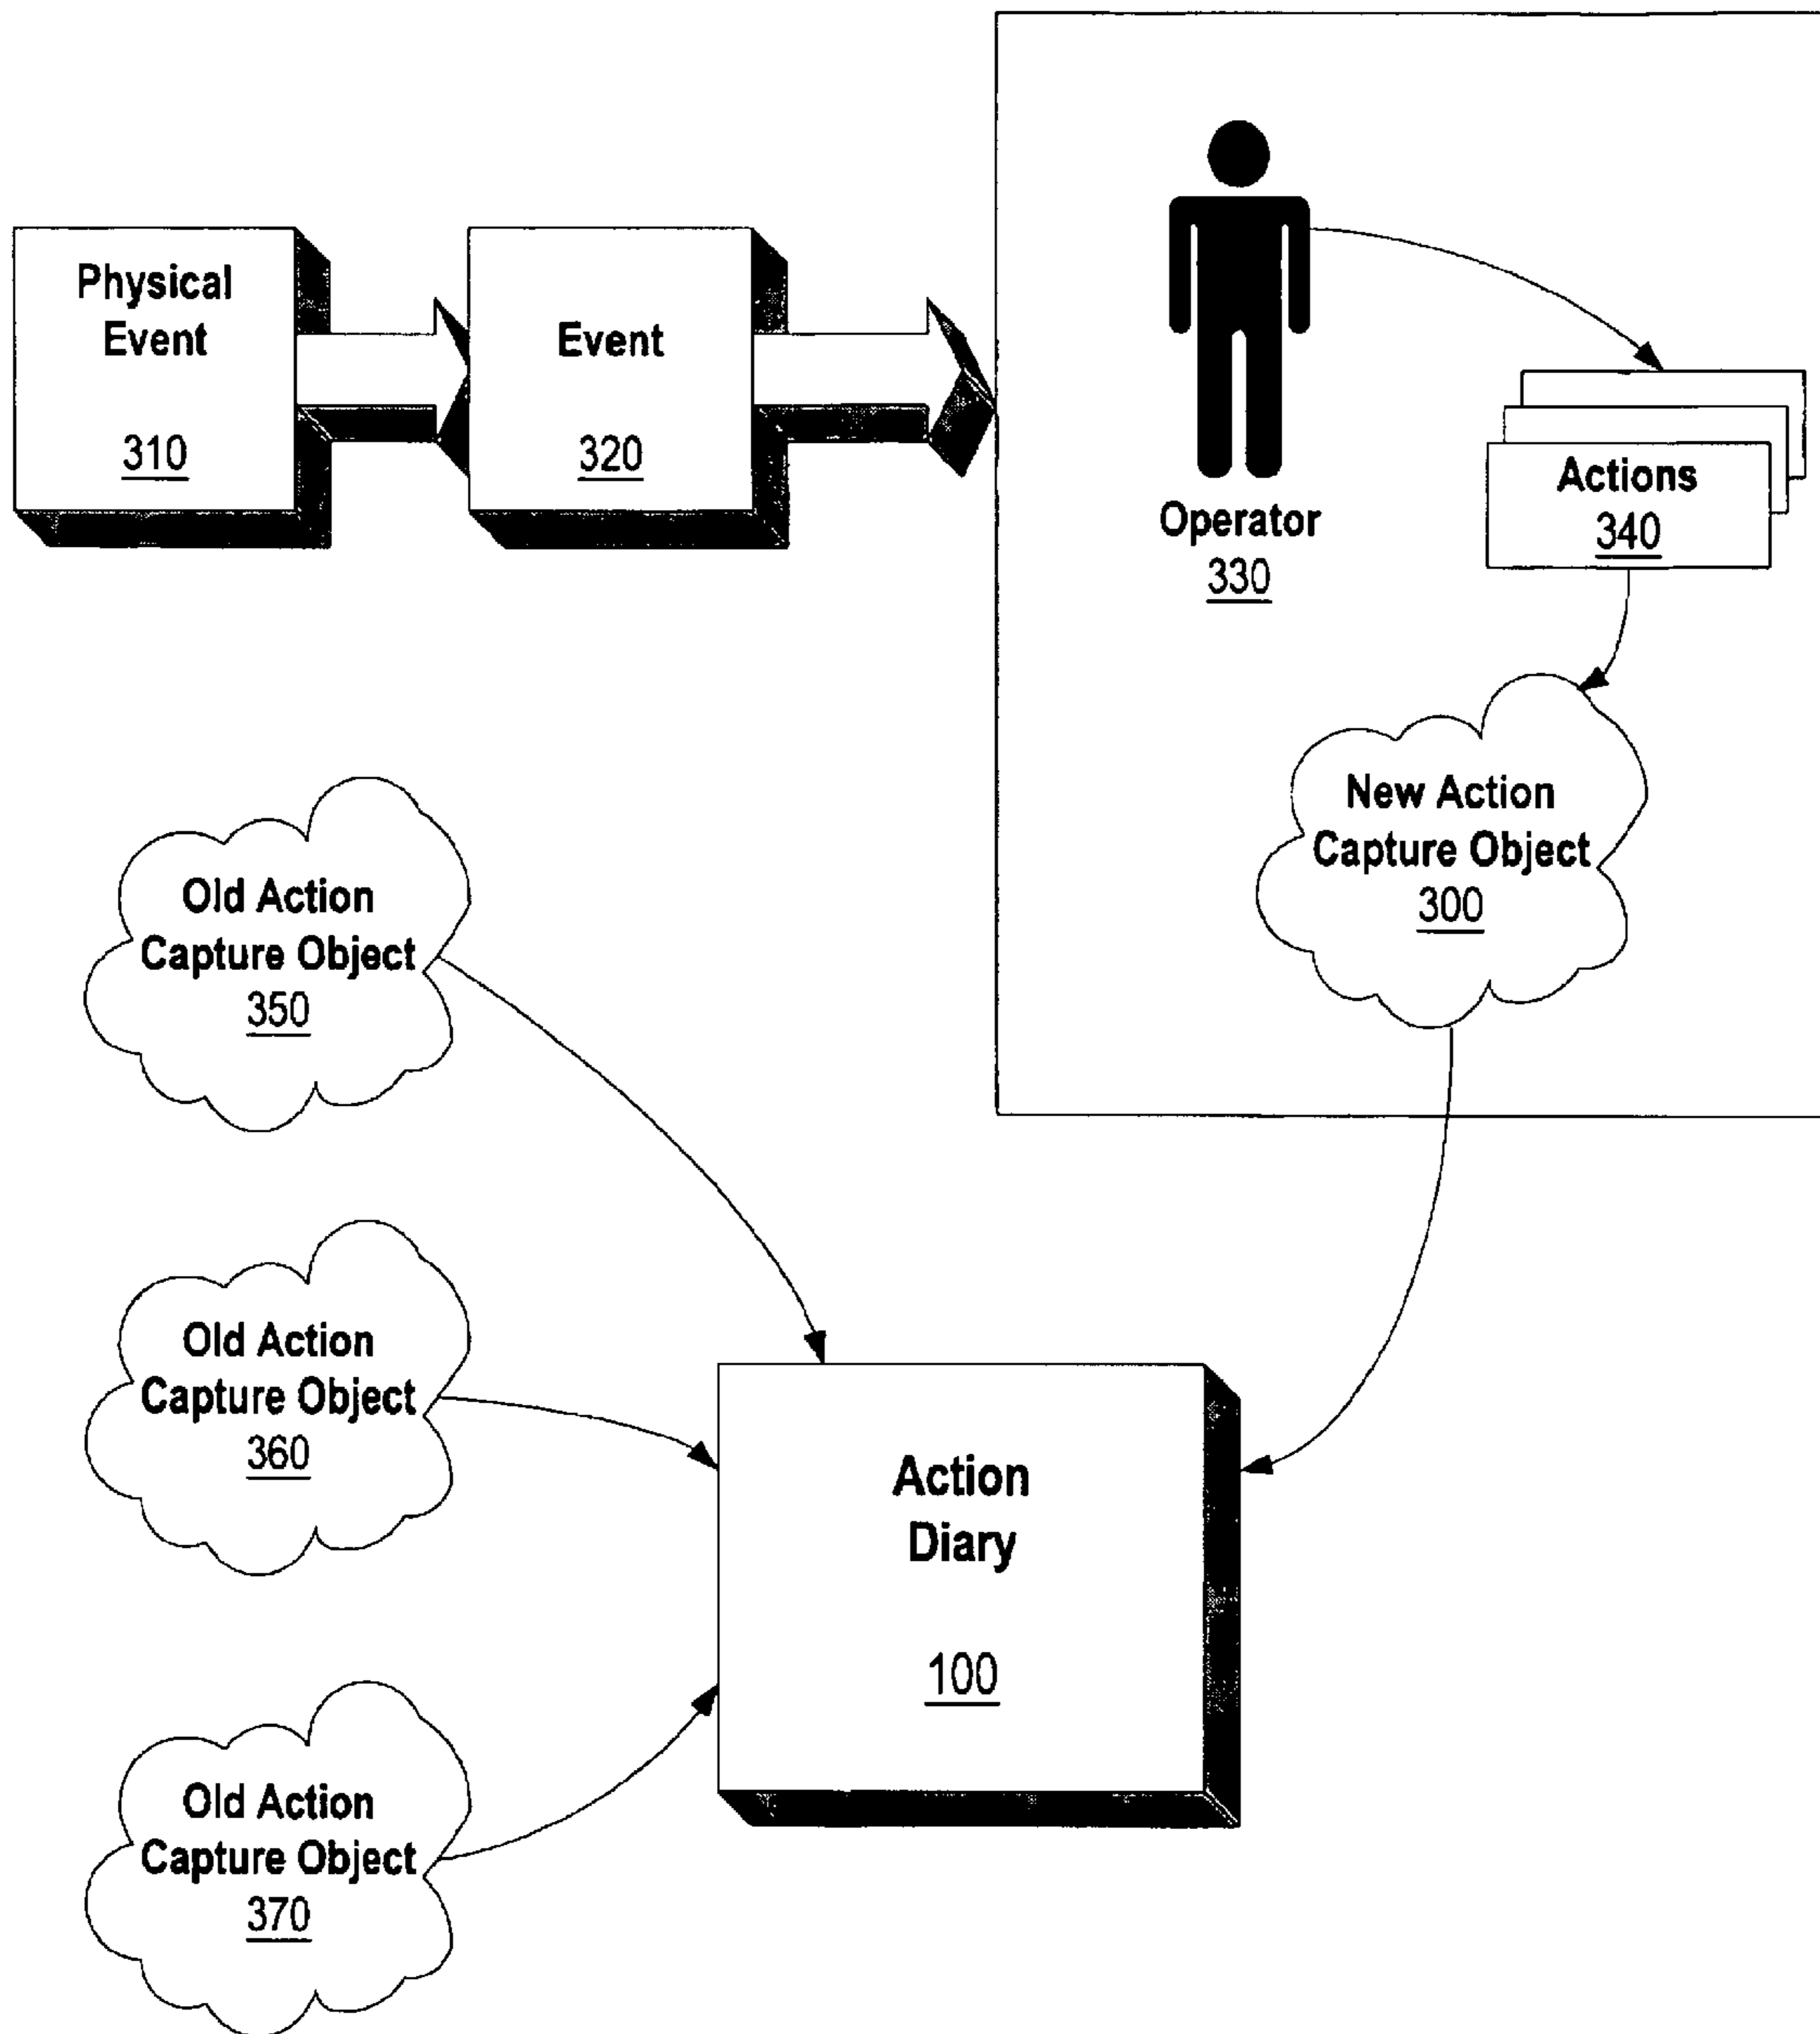 Physical
Event
310
Event
320
Operator
330
Actions
340
New Action
Capture Object
300
Old Action
Capture Object
350
Old Action
Capture Object
360
Action
Diary
100
Old Action
Capture Object
370